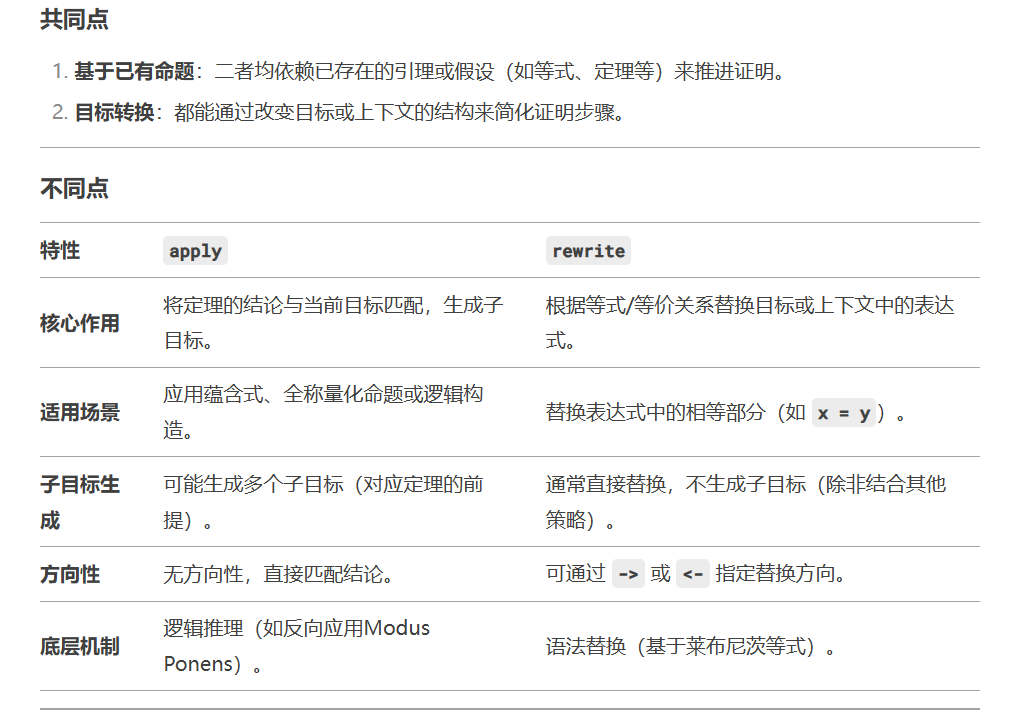 共同点
1. 基于已有命题：二者均依赖已存在的引理或假设（如等式、定理等）来推进证明。
2. 目标转换：都能通过改变目标或上下文的结构来简化证明步骤。
不同点
特性 apply rewrite
核心作用 将定理的结论与当前目标匹配，生成子目标。 根据等式/等价关系替换目标或上下文中的表达式。
适用场景 应用蕴含式、全称量化命题或逻辑构造。 替换表达式中的相等部分（如 x = y）。
子目标生成 可能生成多个子目标（对应定理的前提）。 通常直接替换，不生成子目标（除非结合其他策略）。
方向性 无方向性，直接匹配结论。 可通过 -> 或 <- 指定替换方向。
底层机制 逻辑推理（如反向应用Modus Ponens）。 语法替换（基于莱布尼茨等式）。